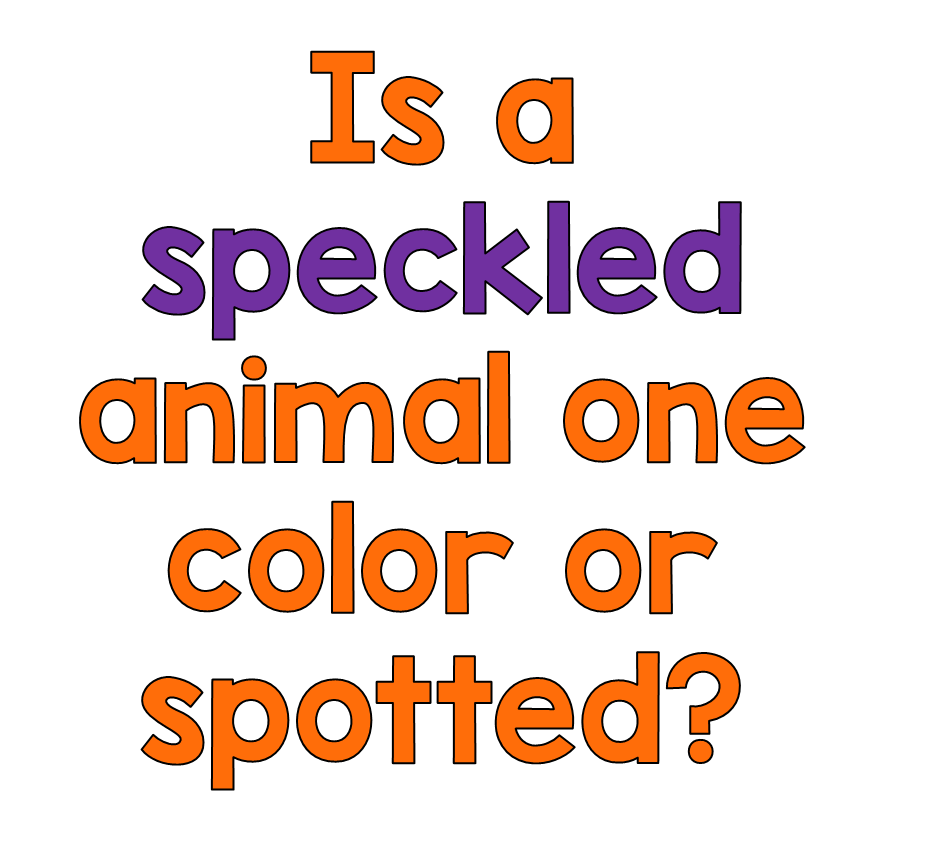 Is a
speckled
animal one
color or
spotted?